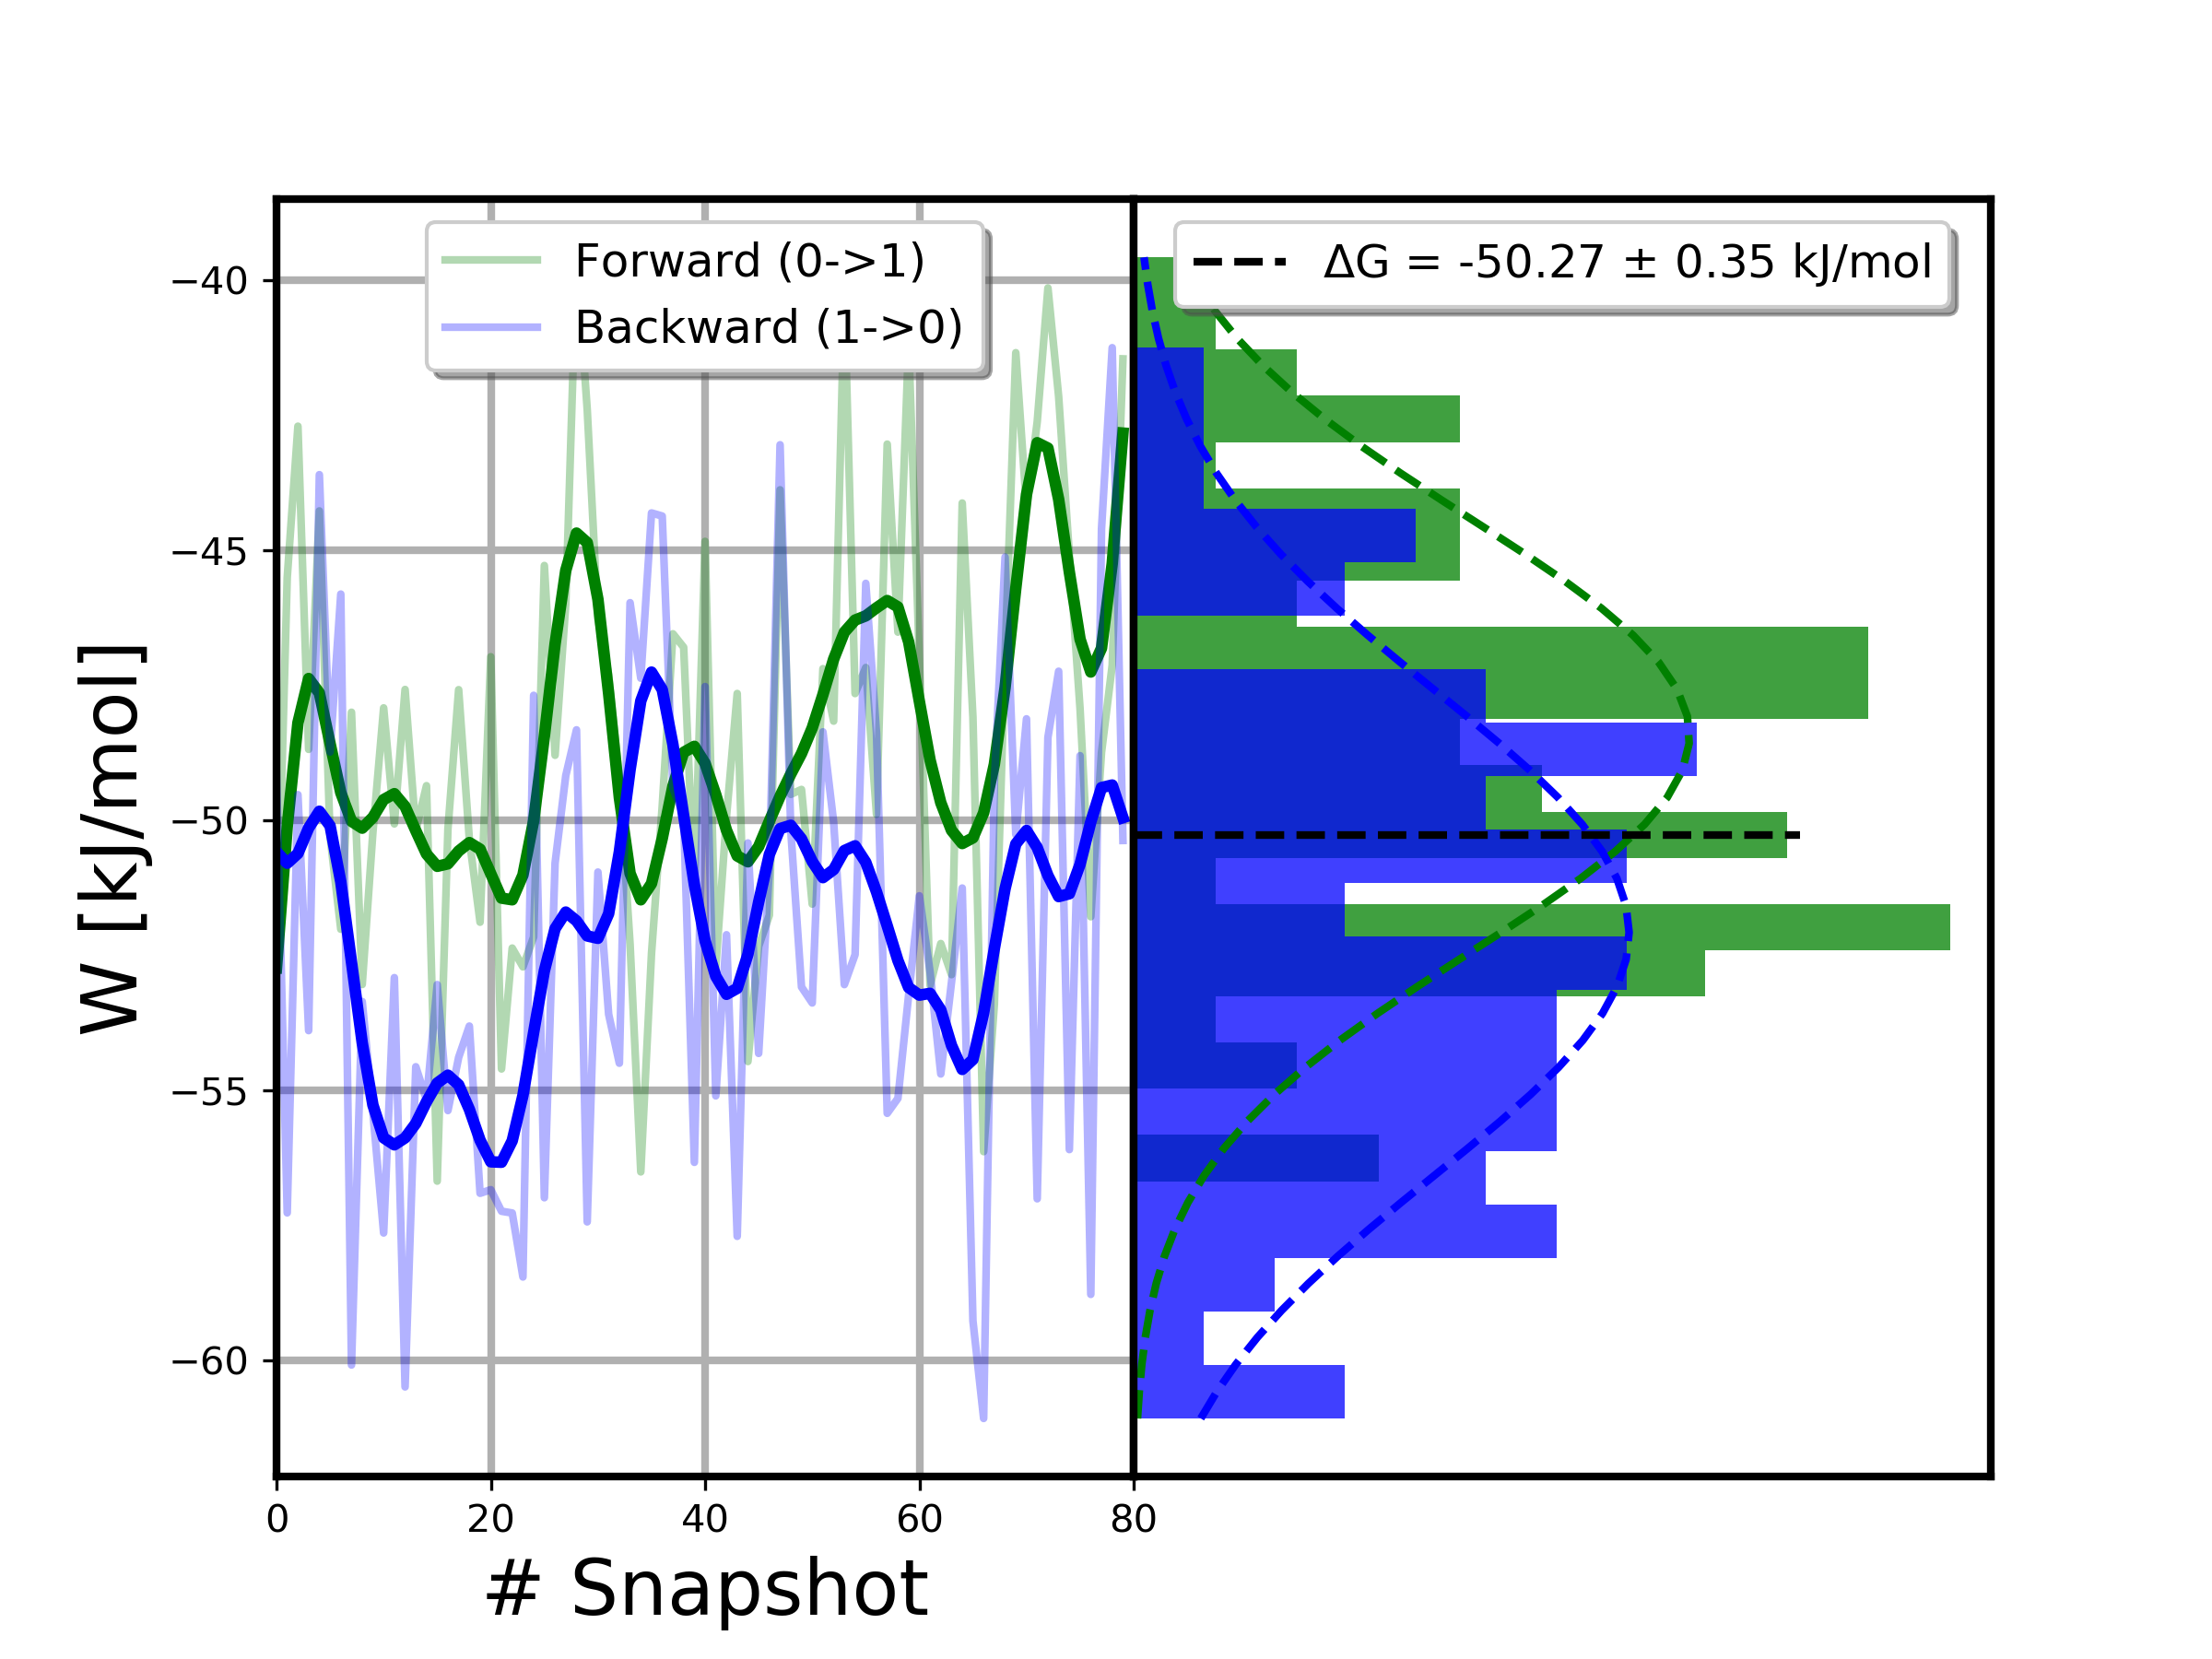 Forward (0->1)
Backward (1->0)
ΔG = -50.27 ± 0.35 kJ/mol
−40
−45
−50
−55
−60
W [kJ/mol]
0 20 40 60 80
# Snapshot